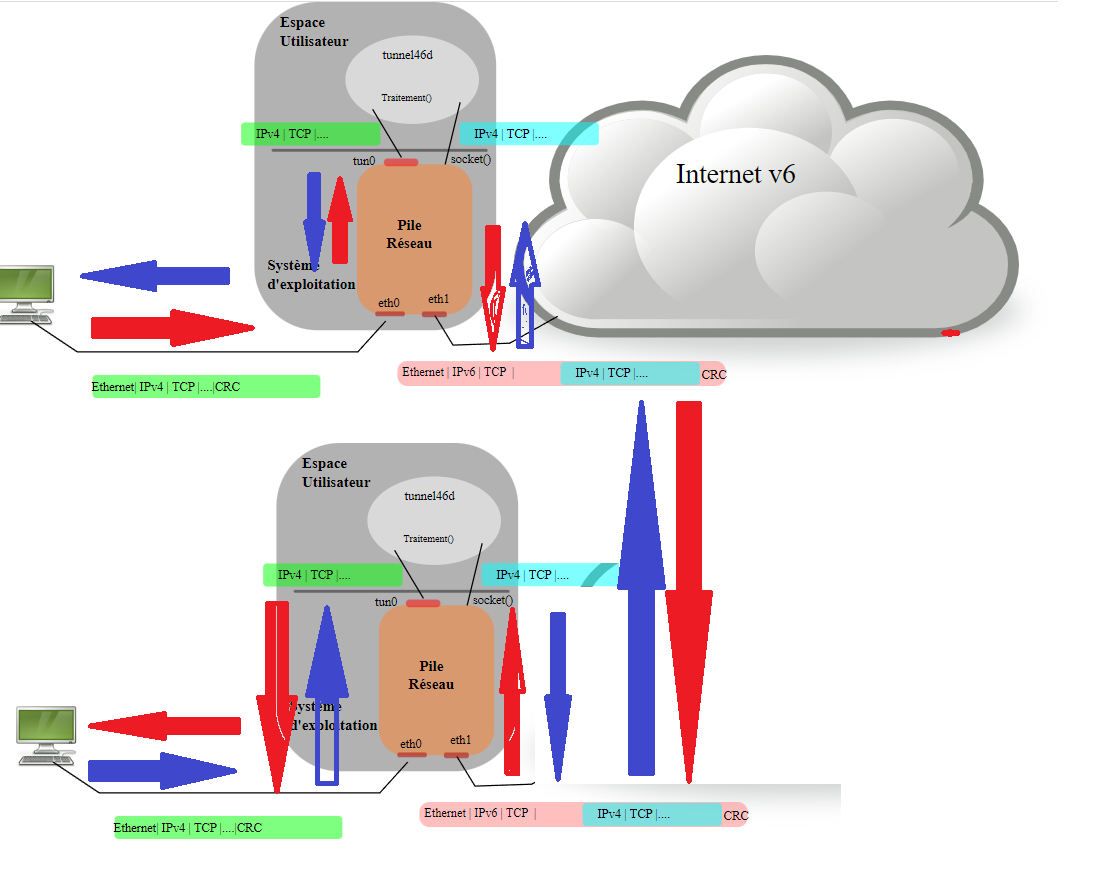 Espace
Utilisateur
tunnel46d
Traitement()
IPv4 | TCP |....
IPv4 | TCP |....
tun0
socket()
Internet v6
Pile
Réseau
Système
d'exploitation
eth0
eth1
Ethernet| IPv4 | TCP |....|CRC
Ethernet | IPv6 | TCP |
IPv4 | TCP |....
CRC
Espace
Utilisateur
tunnel46d
Traitement()
IPv4 | TCP |....
IPv4 | TCP |....
tun0
socket()
Pile
Réseau
Système
d'exploitation
eth0
eth1
Ethernet| IPv4 | TCP |....|CRC
Ethernet | IPv6 | TCP |
IPv4 | TCP |....
CRC